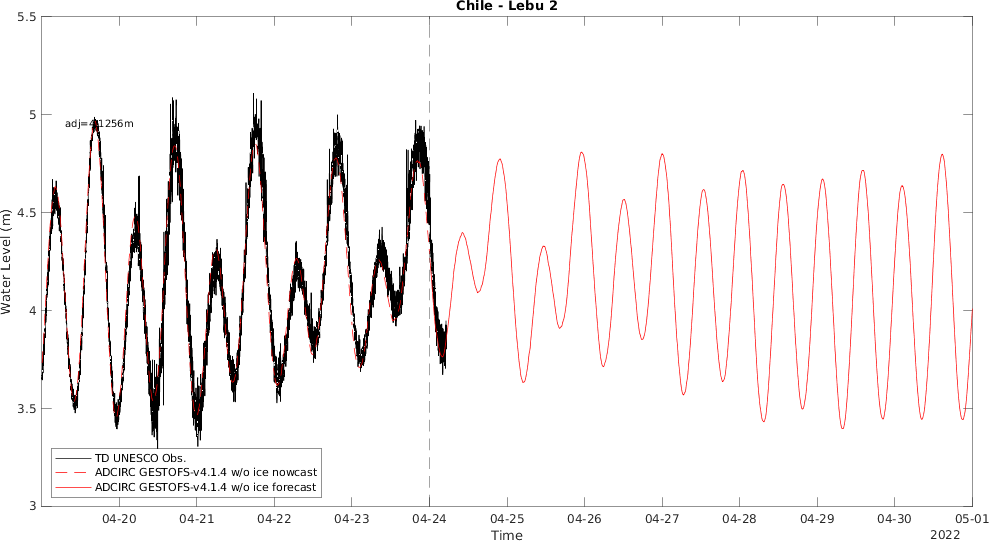 Chile - Lebu 2
5.5
5
4.5
4
3.5
3
Water Level (m)
adj=4.1256m
TD UNESCO Obs.
ADCIRC GESTOFS-v4.1.4 w/o ice nowcast
ADCIRC GESTOFS-v4.1.4 w/o ice forecast
04-20 04-21 04-22 04-23 04-24 04-25 04-26 04-27 04-28 04-29 04-30 05-01
Time
2022